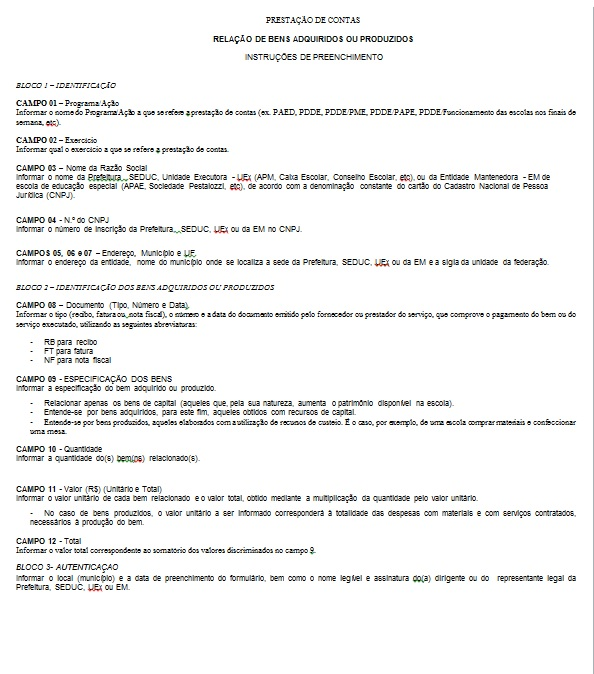 PRESTAÇÃO DE CONTAS
RELAÇÃO DE BENS ADQUIRIDOS OU PRODUZIDOS
INSTRUÇÕES DE PREENCHIMENTO
BLOCO 1 – IDENTIFICAÇÃO
CAMPO 01 – Programa/Ação
Informar o nome do Programa/Ação a que se refere a prestação de contas (ex. PAED, PDDE, PDDE/PME, PDDE/PAPE, PDDE/Funcionamento das escolas nos finais de
semana, etc).
CAMPO 02 – Exercício
Informar qual o exercício a que se refere a prestação de contas.
CAMPO 03 – Nome da Razão Social
Informar o nome da Prefeitura, SEDUC, Unidade Executora - UEx (APM, Caixa Escolar, Conselho Escolar, etc), ou da Entidade Mantenedora - EM de
escola de educação especial (APAE, Sociedade Pestalozzi, etc), de acordo com a denominação constante do cartão do Cadastro Nacional de Pessoa
Jurídica (CNPJ).
CAMPO 04 - N.º do CNPJ
Informar o número de inscrição da Prefeitura, SEDUC, UEx ou da EM no CNPJ.
CAMPOS 05, 06 e 07 – Endereço, Município e UF
Informar o endereço da entidade, nome do município onde se localiza a sede da Prefeitura, SEDUC, UEx ou da EM e a sigla da unidade da federação.
BLOCO 2 – IDENTIFICAÇÃO DOS BENS ADQUIRIDOS OU PRODUZIDOS
CAMPO 08 – Documento (Tipo, Número e Data).
Informar o tipo (recibo, fatura ou, nota fiscal), o número e a data do documento emitido pelo fornecedor ou prestador do serviço, que comprove o pagamento do bem ou do
serviço executado, utilizando as seguintes abreviaturas:
- RB para recibo
- FT para fatura
- NF para nota fiscal
CAMPO 09 - ESPECIFICAÇÃO DOS BENS
Informar a especificação do bem adquirido ou produzido.
- Relacionar apenas os bens de capital (aqueles que, pela sua natureza, aumenta o patrimônio disponível na escola).
- Entende-se por bens adquiridos, para este fim, aqueles obtidos com recursos de capital.
- Entende-se por bens produzidos, aqueles elaborados com a utilização de recursos de custeio. É o caso, por exemplo, de uma escola comprar materiais e confeccionar
uma mesa.
CAMPO 10 - Quantidade
Informar a quantidade do(s) bem(ns) relacionado(s).
CAMPO 11 - Valor (R$) (Unitário e Total)
Informar o valor unitário de cada bem relacionado e o valor total, obtido mediante a multiplicação da quantidade pelo valor unitário.
- No caso de bens produzidos, o valor unitário a ser informado corresponderá à totalidade das despesas com materiais e com serviços contratados,
necessários à produção do bem.
CAMPO 12 - Total
Informar o valor total correspondente ao somatório dos valores discriminados no campo 9.
BLOCO 3- AUTENTICAÇÃO
Informar o local (município) e a data de preenchimento do formulário, bem como o nome legível e assinatura do(a) dirigente ou do representante legal da
Prefeitura, SEDUC, UEx ou EM.